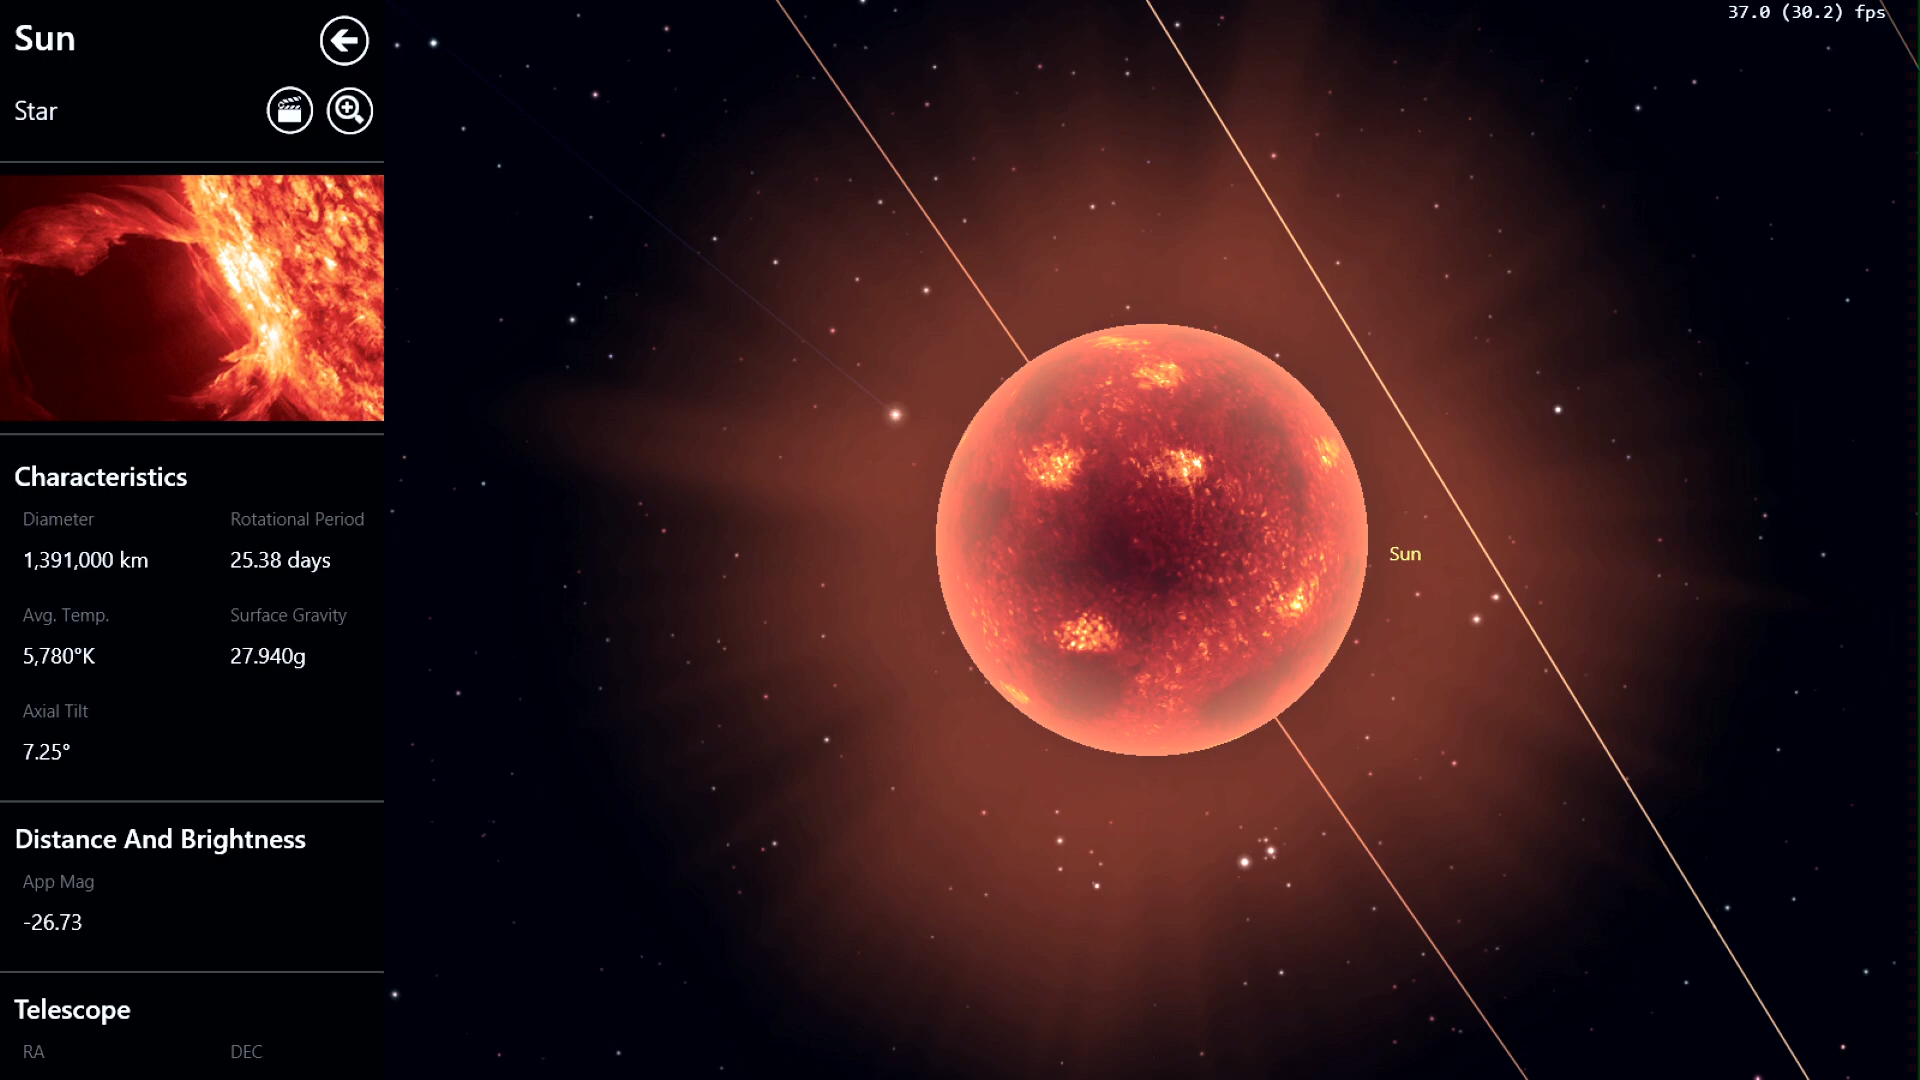 Sun
Star
Characteristics
Diameter Rotational Period
1,391,000 km 25.38 days
Avg. Temp. Surface Gravity
5,780°K 27.940g
Axial Tilt
7.25°
Distance And Brightness
App Mag
-26.73
Telescope
RA DEC
37.0 (30.2) fps
Sun